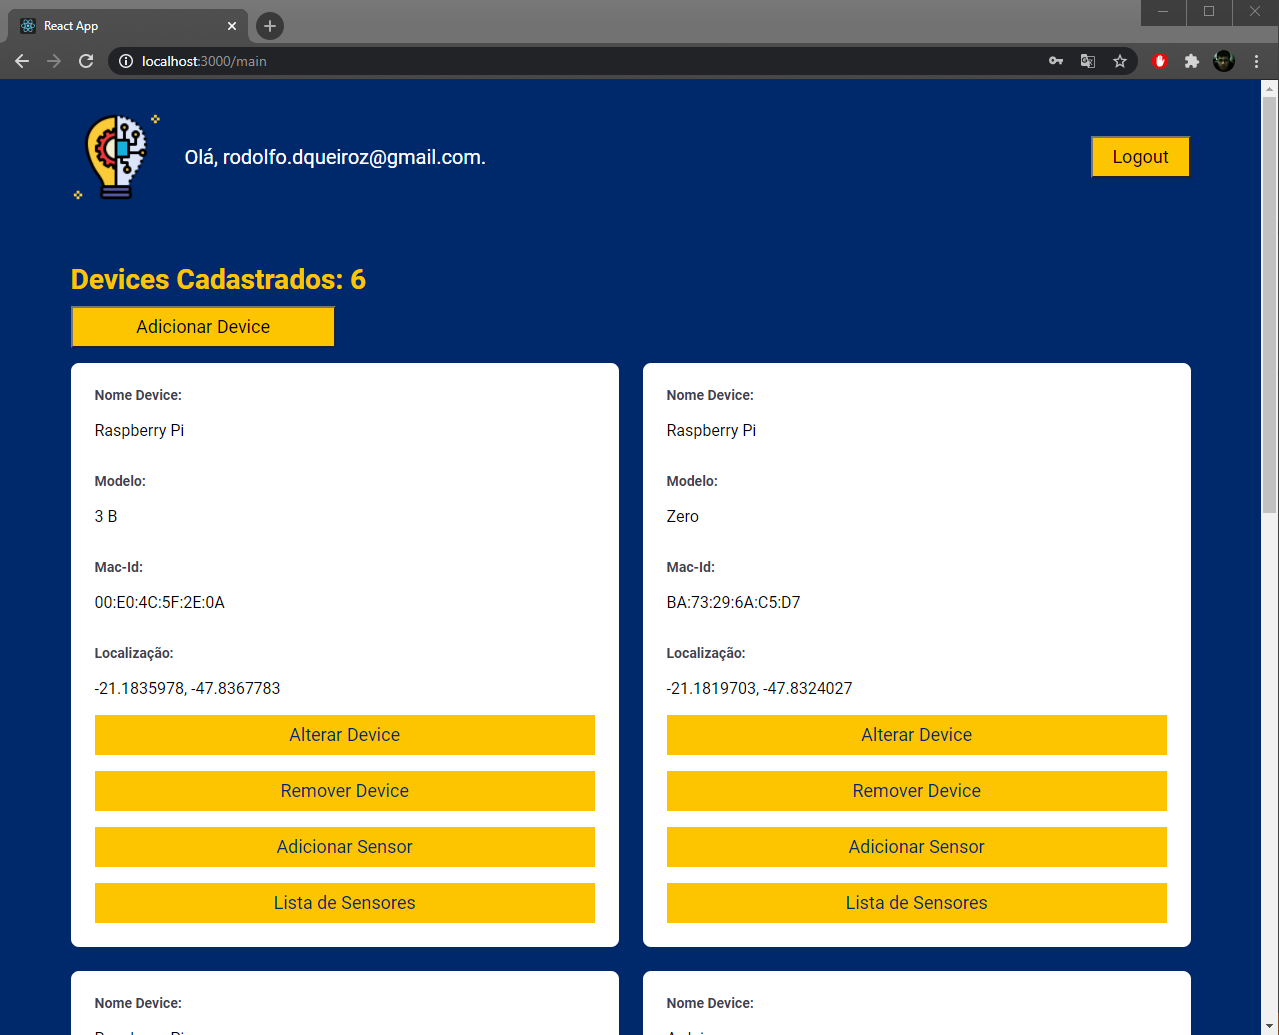 React App
localhost:3000/main
Olá, rodolfo.dqueiroz@gmail.com.
Logout
Devices Cadastrados: 6
Adicionar Device
Nome Device:
Raspberry Pi
Modelo:
3 B
Mac-Id:
00:E0:4C:5F:2E:0A
Localização:
-21.1835978, -47.8367783
Alterar Device
Remover Device
Adicionar Sensor
Lista de Sensores
Nome Device:
Raspberry Pi
Modelo:
Zero
Mac-Id:
BA:73:29:6A:C5:D7
Localização:
-21.1819703, -47.8324027
Alterar Device
Remover Device
Adicionar Sensor
Lista de Sensores
Nome Device:
Nome Device: